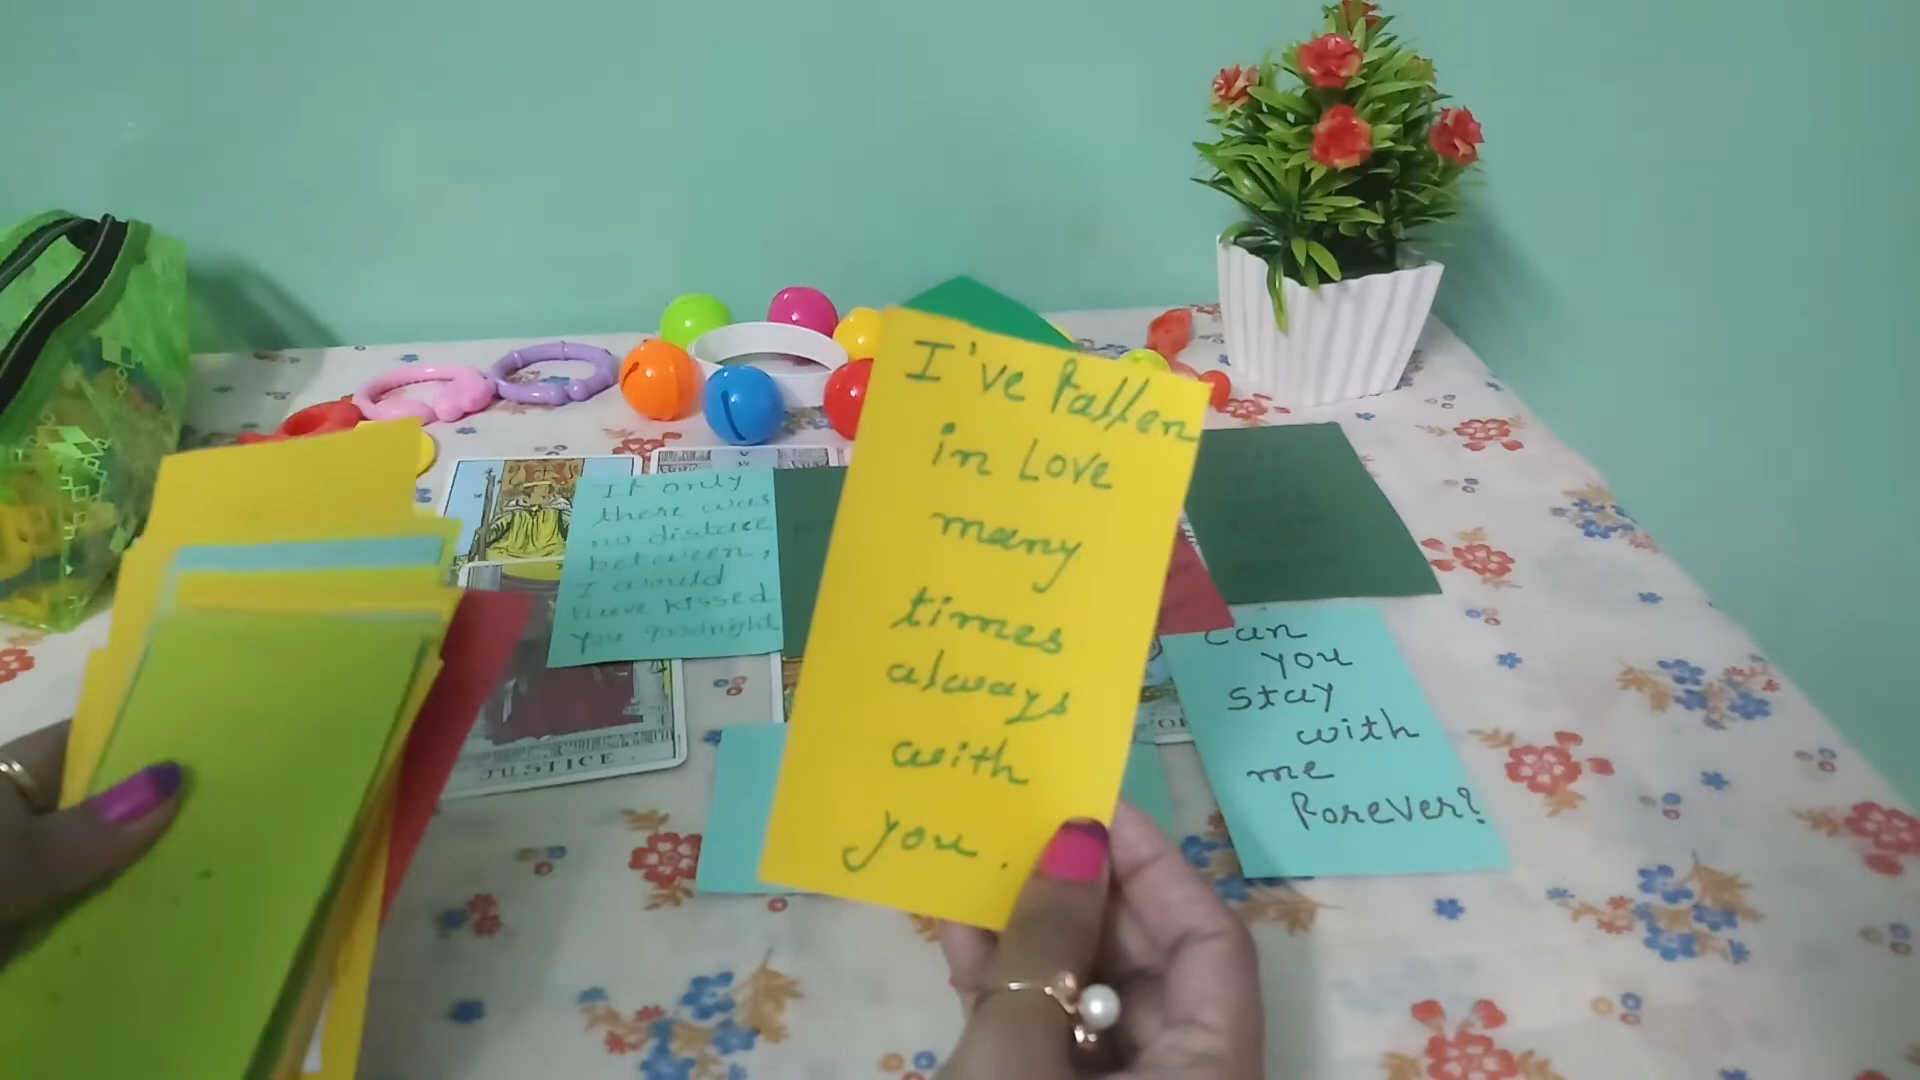 I've fallen
in Love
many
times
always
with
you.
If only
there was
no distace
between,
I would
have kissed
you goodnight
can
you
stay
with
me
forever?
JUSTICE
V